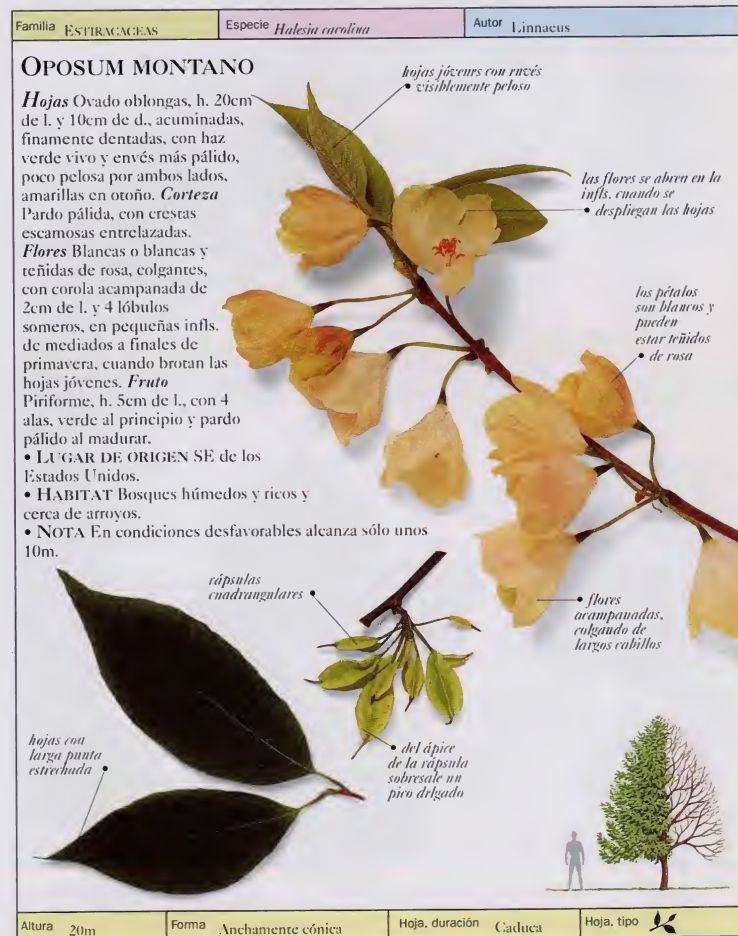 Familia ESTIRACACEAS
Especie Halesia carolina
Autor Linnaeus
OPOSUM MONTANO
Hojas Ovado oblongas, h. 20cm
de l. y 10cm de d., acuminadas,
finamente dentadas, con haz
verde vivo y envés más pálido,
poco pelosa por ambos lados,
amarillas en otoño. Corteza
Pardo pálida, con crestas
escamosas entrelazadas.
Flores Blancas o blancas y
teñidas de rosa, colgantes,
con corola acampanada de
2cm de l. y 4 lóbulos
someros, en pequeñas infls.
de mediados a finales de
primavera, cuando brotan las
hojas jóvenes. Fruto
Piriforme, h. 5cm de l., con 4
alas, verde al principio y pardo
pálido al madurar.
• LUGAR DE ORIGEN SE de los
Estados Unidos.
• HABITAT Bosques húmedos y ricos y
cerca de arroyos.
• NOTA En condiciones desfavorables alcanza sólo unos
10m.
hojas jóvenes con envés
• visiblemente peloso
las flores se abren en la
infls. cuando se
• despliegan las hojas
los pétalos
son blancos y
pueden
estar teñidos
• de rosa
rápsulas
cuadrangulares •
• flores
acampanadas,
colgando de
largos cabillos
hojas con
larga punta
estrechada •
• del ápice
de la rápsula
sobresale un
pico delgado
Altura 20m
Forma Anchamente cónica
Hoja, duración Caduca
Hoja, tipo